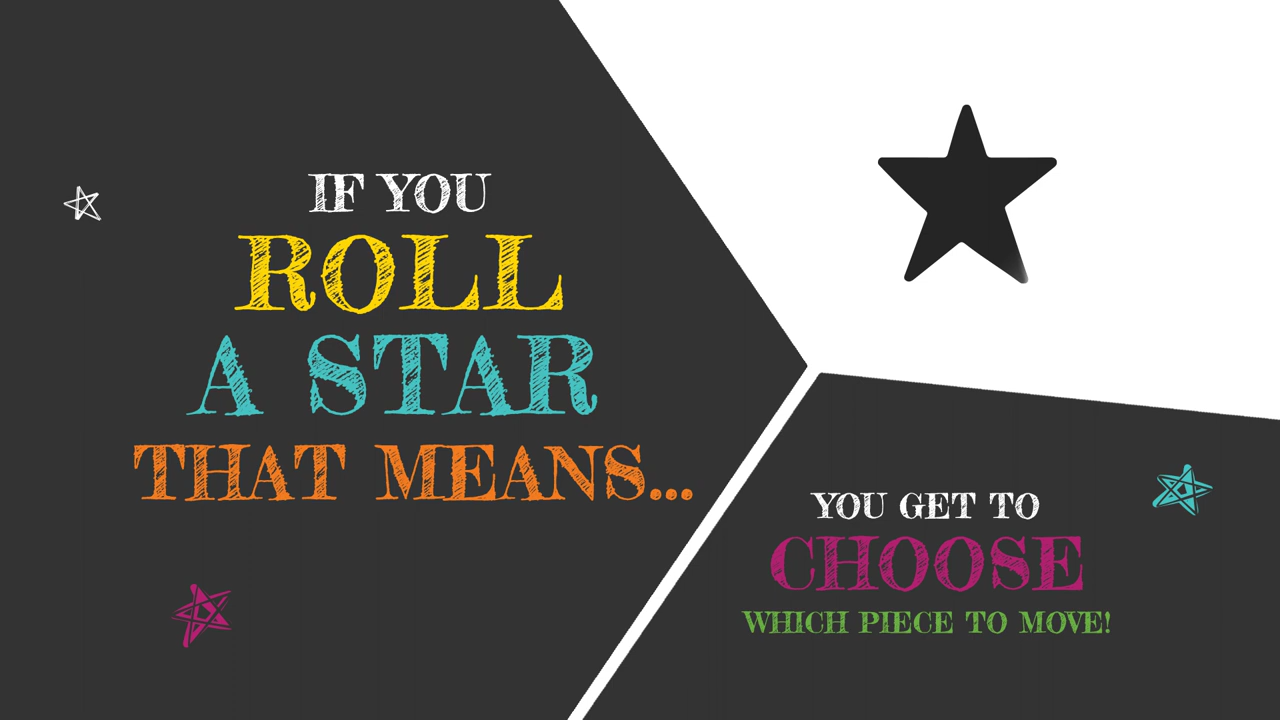 IF YOU
ROLL
A STAR
THAT MEANS...
YOU GET TO
CHOOSE
WHICH PIECE TO MOVE!